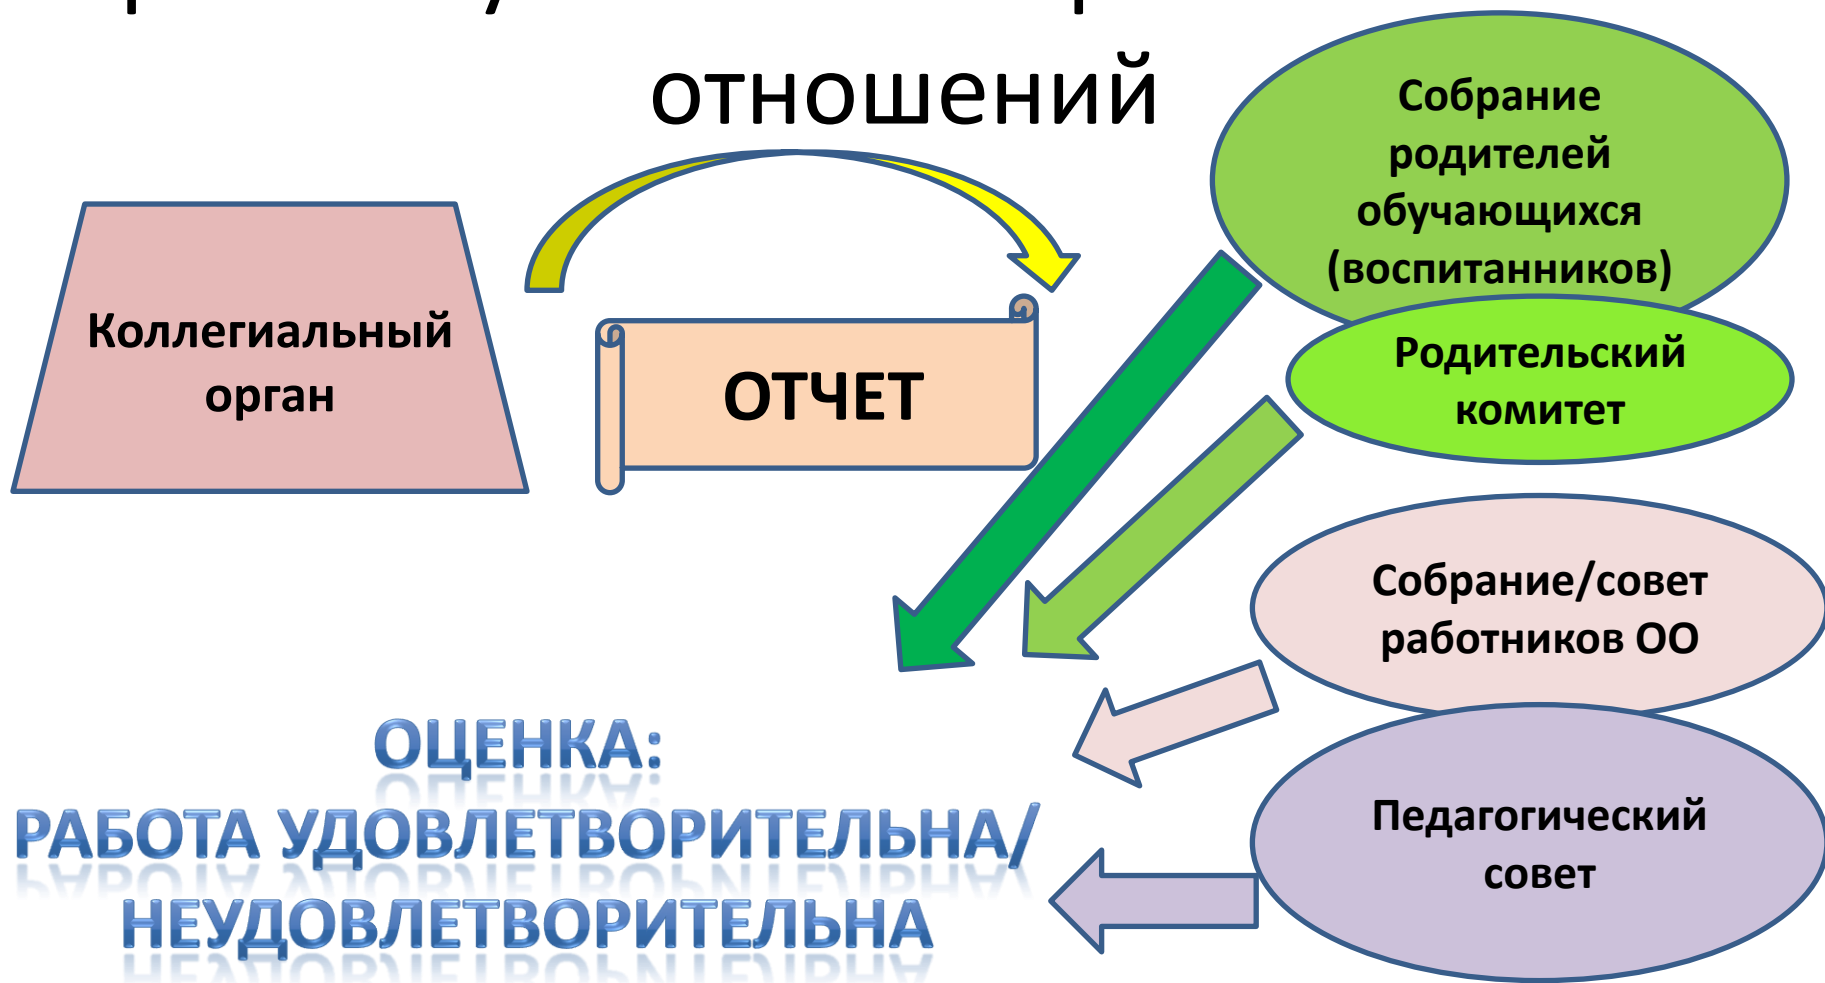 отношений
Собрание
родителей
обучающихся
(воспитанников)
Родительский
комитет
Коллегиальный
орган
ОТЧЕТ
Собрание/совет
работников ОО
Педагогический
совет
ОЦЕНКА:
РАБОТА УДОВЛЕТВОРИТЕЛЬНА/
НЕУДОВЛЕТВОРИТЕЛЬНА